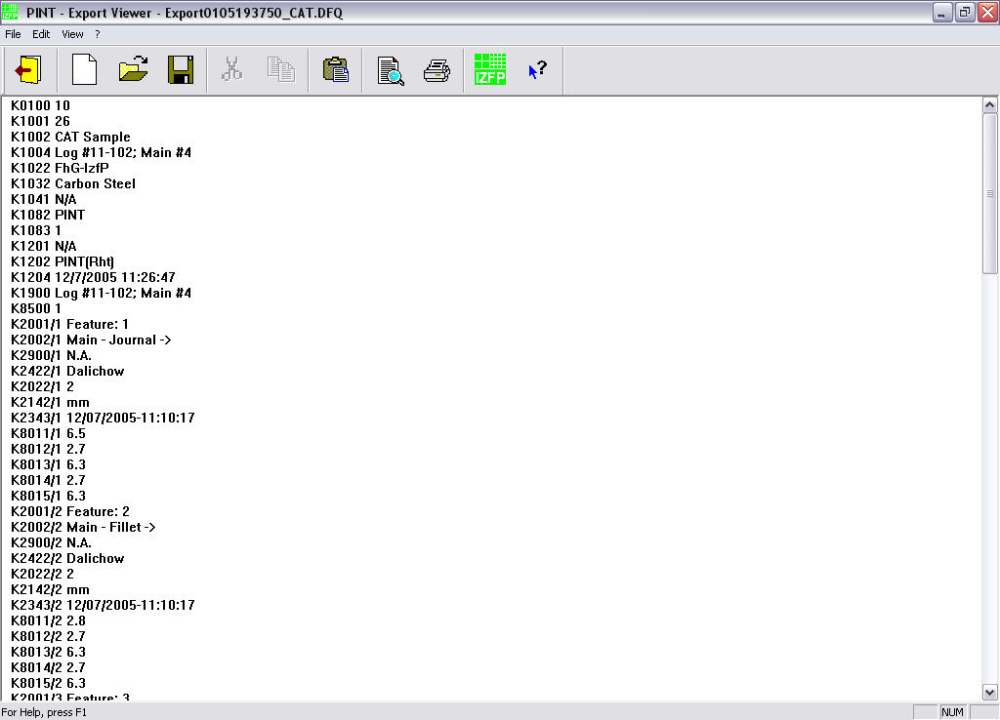 PINT - Export Viewer - Export0105193750_CAT.DFQ
File Edit View ?
IZFP
K0100 10
K1001 26
K1002 CAT Sample
K1004 Log #11-102; Main #4
K1022 FhG-IzfP
K1032 Carbon Steel
K1041 N/A
K1082 PINT
K1083 1
K1201 N/A
K1202 PINT(Rht)
K1204 12/7/2005 11:26:47
K1900 Log #11-102; Main #4
K8500 1
K2001/1 Feature: 1
K2002/1 Main - Journal ->
K2900/1 N.A.
K2422/1 Dalichow
K2022/1 2
K2142/1 mm
K2343/1 12/07/2005-11:10:17
K8011/1 6.5
K8012/1 2.7
K8013/1 6.3
K8014/1 2.7
K8015/1 6.3
K2001/2 Feature: 2
K2002/2 Main - Fillet ->
K2900/2 N.A.
K2422/2 Dalichow
K2022/2 2
K2142/2 mm
K2343/2 12/07/2005-11:10:17
K8011/2 2.8
K8012/2 2.7
K8013/2 6.3
K8014/2 2.7
K8015/2 6.3
K2001/3 Feature: 3
For Help, press F1
NUM